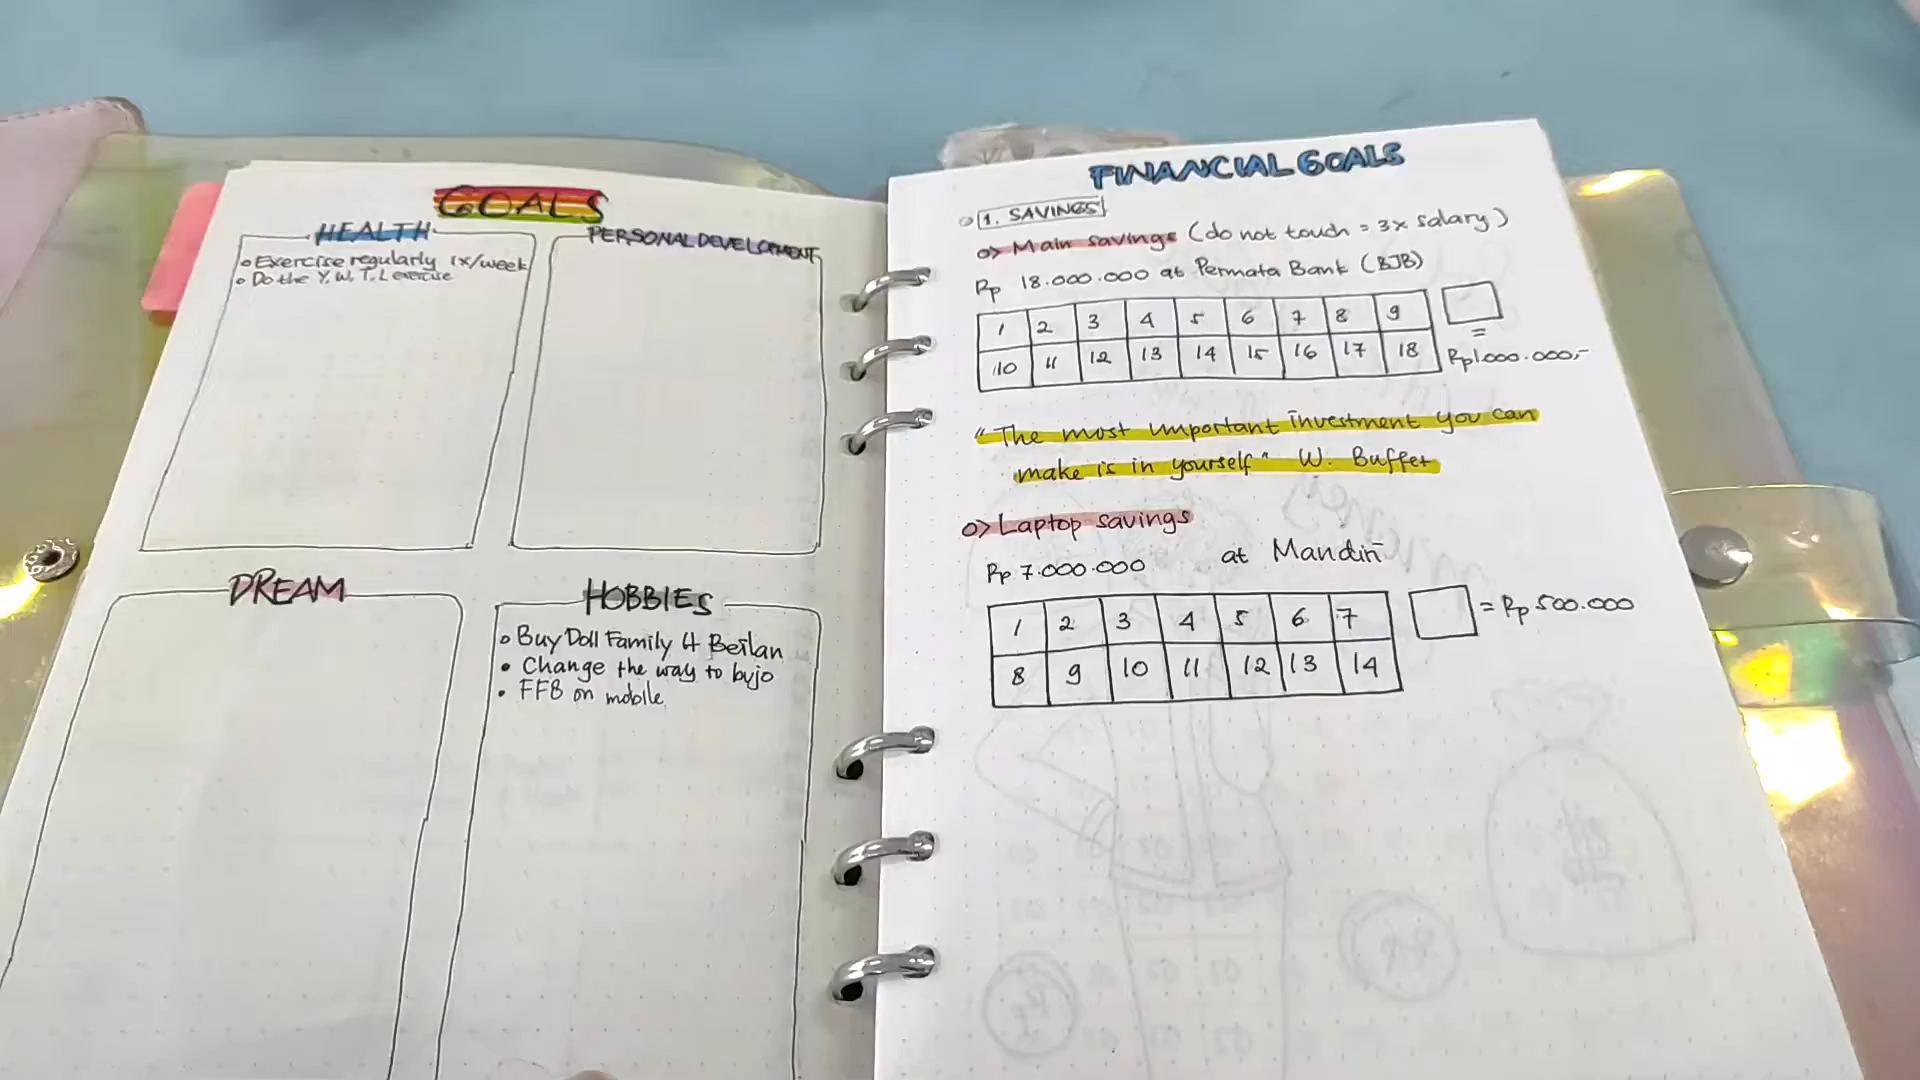 GOALS
HEALTH
o Exercise regularly 1x/week
o Do the Y, W, T, L exercise
PERSONAL DEVELOPMENT
DREAM
HOBBIES
o Buy Doll Family H Beilan
• Change the way to bujo
• FF8 on mobile
FINANCIAL GOALS
1. SAVINGS
o> Main savings (do not touch = 3x salary)
Rp 18.000.000 at Permata Bank (BJB)
1 2 3 4 5 6 7 8 9
10 11 12 13 14 15 16 17 18
= Rp1.000.000,-
"The most important investment you can
make is in yourself" W. Buffet
o> Laptop savings
Rp 7.000.000 at Mandiri
1 2 3 4 5 6 7
8 9 10 11 12 13 14
= Rp 500.000